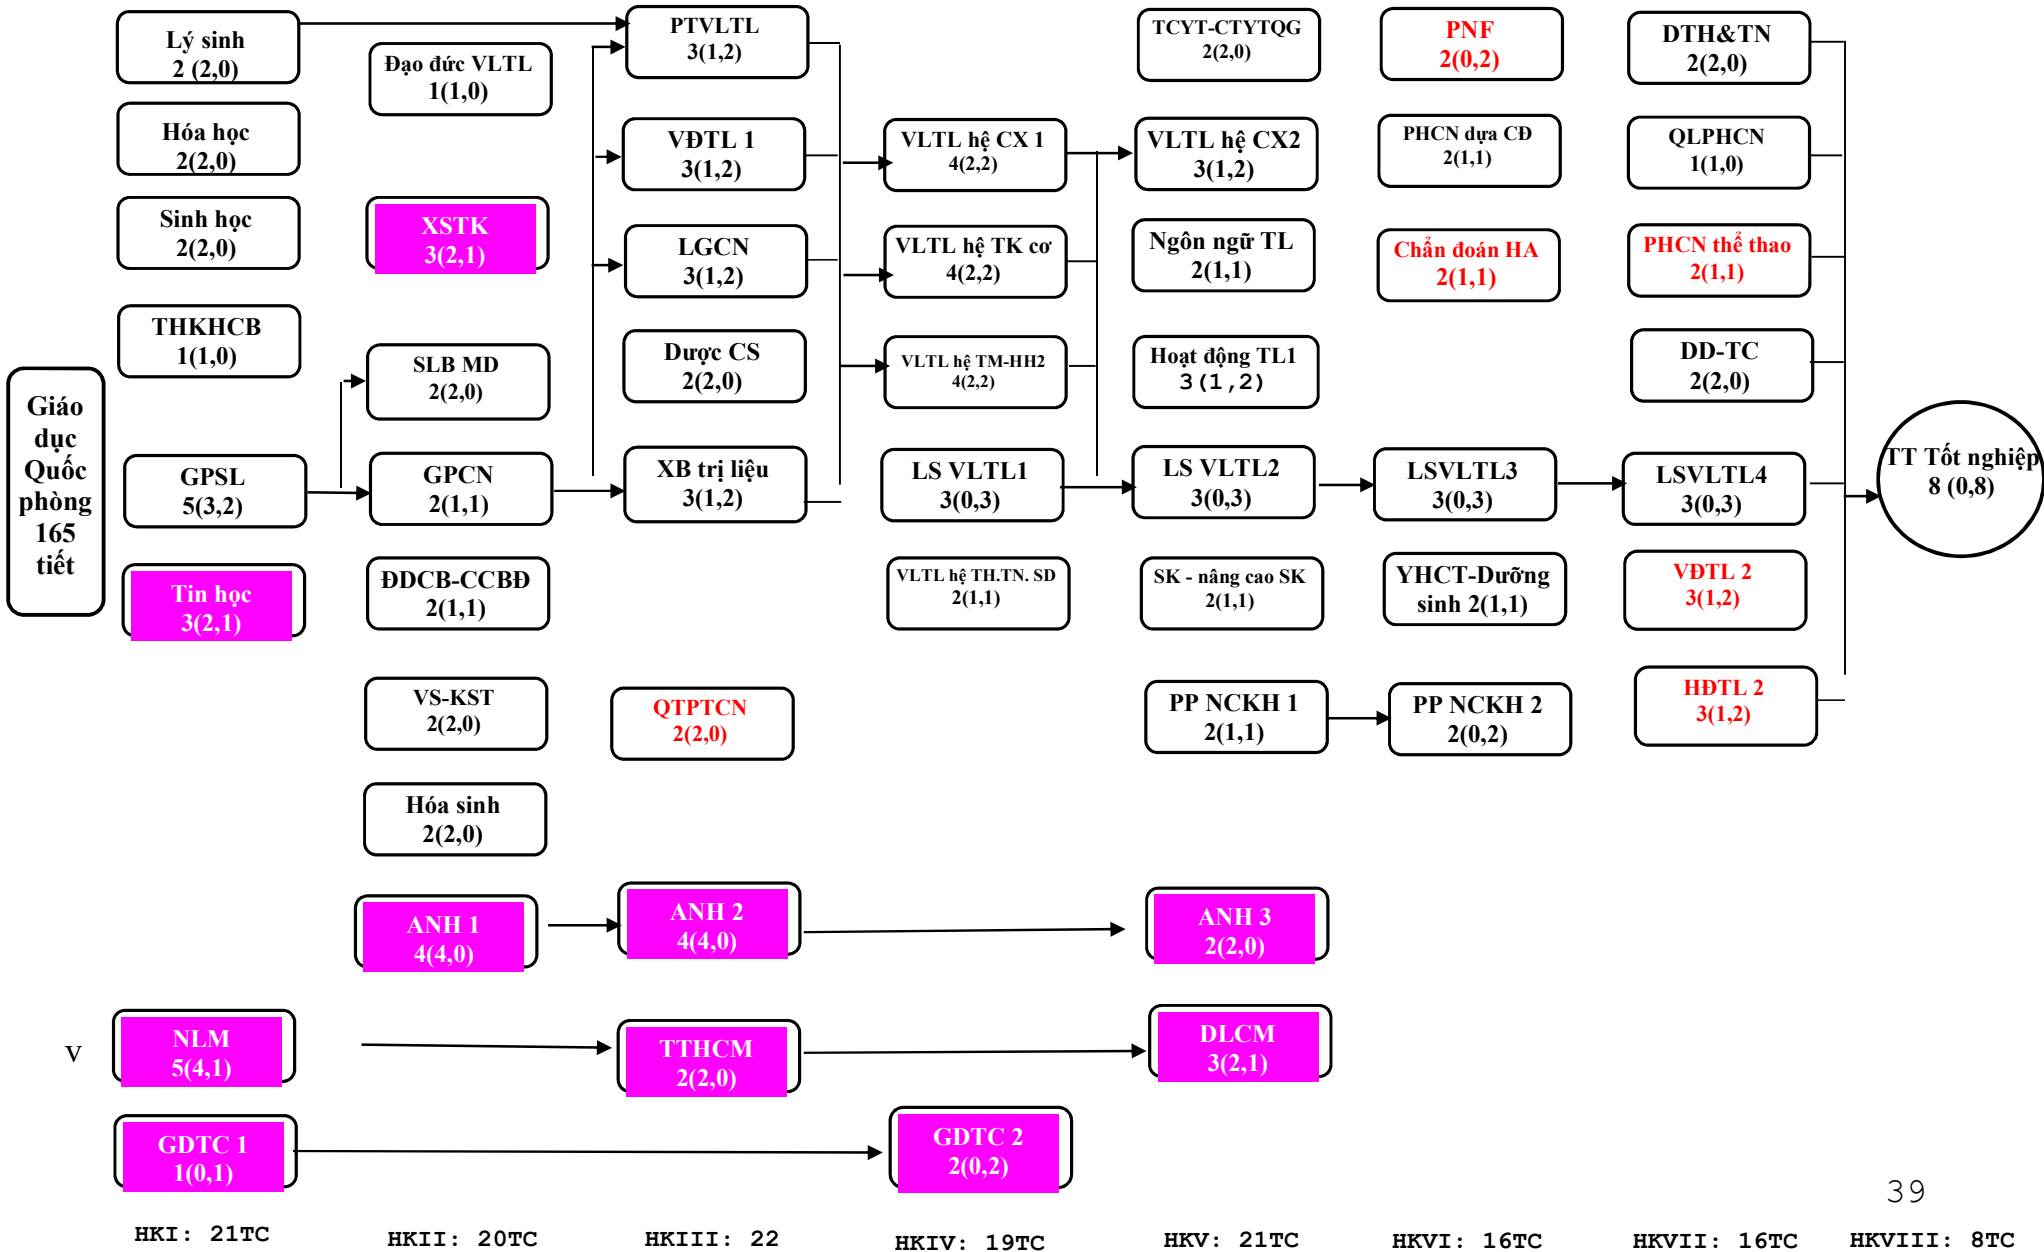 Giáo
dục
Quốc
phòng
165
tiết
Lý sinh
2 (2,0)
Hóa học
2(2,0)
Sinh học
2(2,0)
THKHCB
1(1,0)
GPSL
5(3,2)
Tin học
3(2,1)
v
NLM
5(4,1)
GDTC 1
1(0,1)
HKI: 21TC
Đạo đức VLTL
1(1,0)
XSTK
3(2,1)
SLB MD
2(2,0)
GPCN
2(1,1)
ĐDCB-CCBĐ
2(1,1)
VS-KST
2(2,0)
Hóa sinh
2(2,0)
ANH 1
4(4,0)
HKII: 20TC
PTVLTL
3(1,2)
VĐTL 1
3(1,2)
LGCN
3(1,2)
Dược CS
2(2,0)
XB trị liệu
3(1,2)
QTPTCN
2(2,0)
ANH 2
4(4,0)
TTHCM
2(2,0)
HKIII: 22
VLTL hệ CX 1
4(2,2)
VLTL hệ TK cơ
4(2,2)
VLTL hệ TM-HH2
4(2,2)
LS VLTL1
3(0,3)
VLTL hệ TH.TN. SD
2(1,1)
GDTC 2
2(0,2)
HKIV: 19TC
TCYT-CTYTQG
2(2,0)
VLTL hệ CX2
3(1,2)
Ngôn ngữ TL
2(1,1)
Hoạt động TL1
3(1,2)
LS VLTL2
3(0,3)
SK - nâng cao SK
2(1,1)
PP NCKH 1
2(1,1)
ANH 3
2(2,0)
DLCM
3(2,1)
HKV: 21TC
PNF
2(0,2)
PHCN dựa CĐ
2(1,1)
Chẩn đoán HA
2(1,1)
LSVLTL3
3(0,3)
YHCT-Dưỡng
sinh 2(1,1)
PP NCKH 2
2(0,2)
HKVI: 16TC
DTH&TN
2(2,0)
QLPHCN
1(1,0)
PHCN thể thao
2(1,1)
DD-TC
2(2,0)
LSVLTL4
3(0,3)
VĐTL 2
3(1,2)
HĐTL 2
3(1,2)
HKVII: 16TC
TT Tốt nghiệp
8 (0,8)
39
HKVIII: 8TC